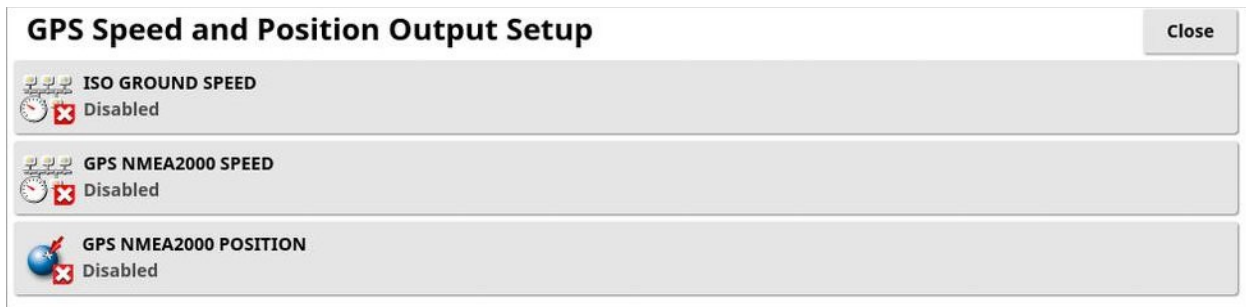 GPS Speed and Position Output Setup
Close
ISO GROUND SPEED
Disabled
GPS NMEA2000 SPEED
Disabled
GPS NMEA2000 POSITION
Disabled